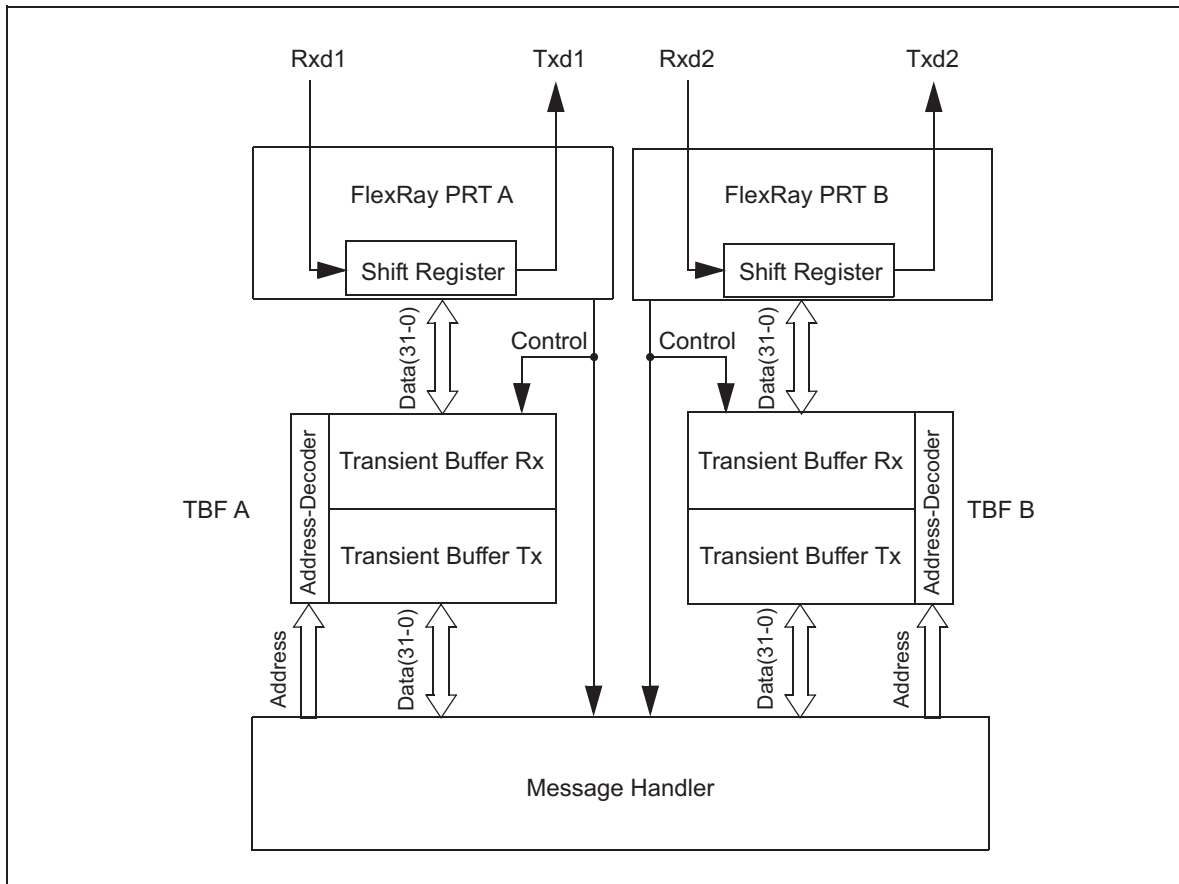 Rxd1
Txd1
Rxd2
Txd2
FlexRay PRT A
FlexRay PRT B
Shift Register
Shift Register
Data(31-0)
Control
Control
Data(31-0)
TBF A
Address-Decoder
Transient Buffer Rx
Transient Buffer Tx
Transient Buffer Rx
Transient Buffer Tx
Address-Decoder
TBF B
Address
Data(31-0)
Data(31-0)
Address
Message Handler